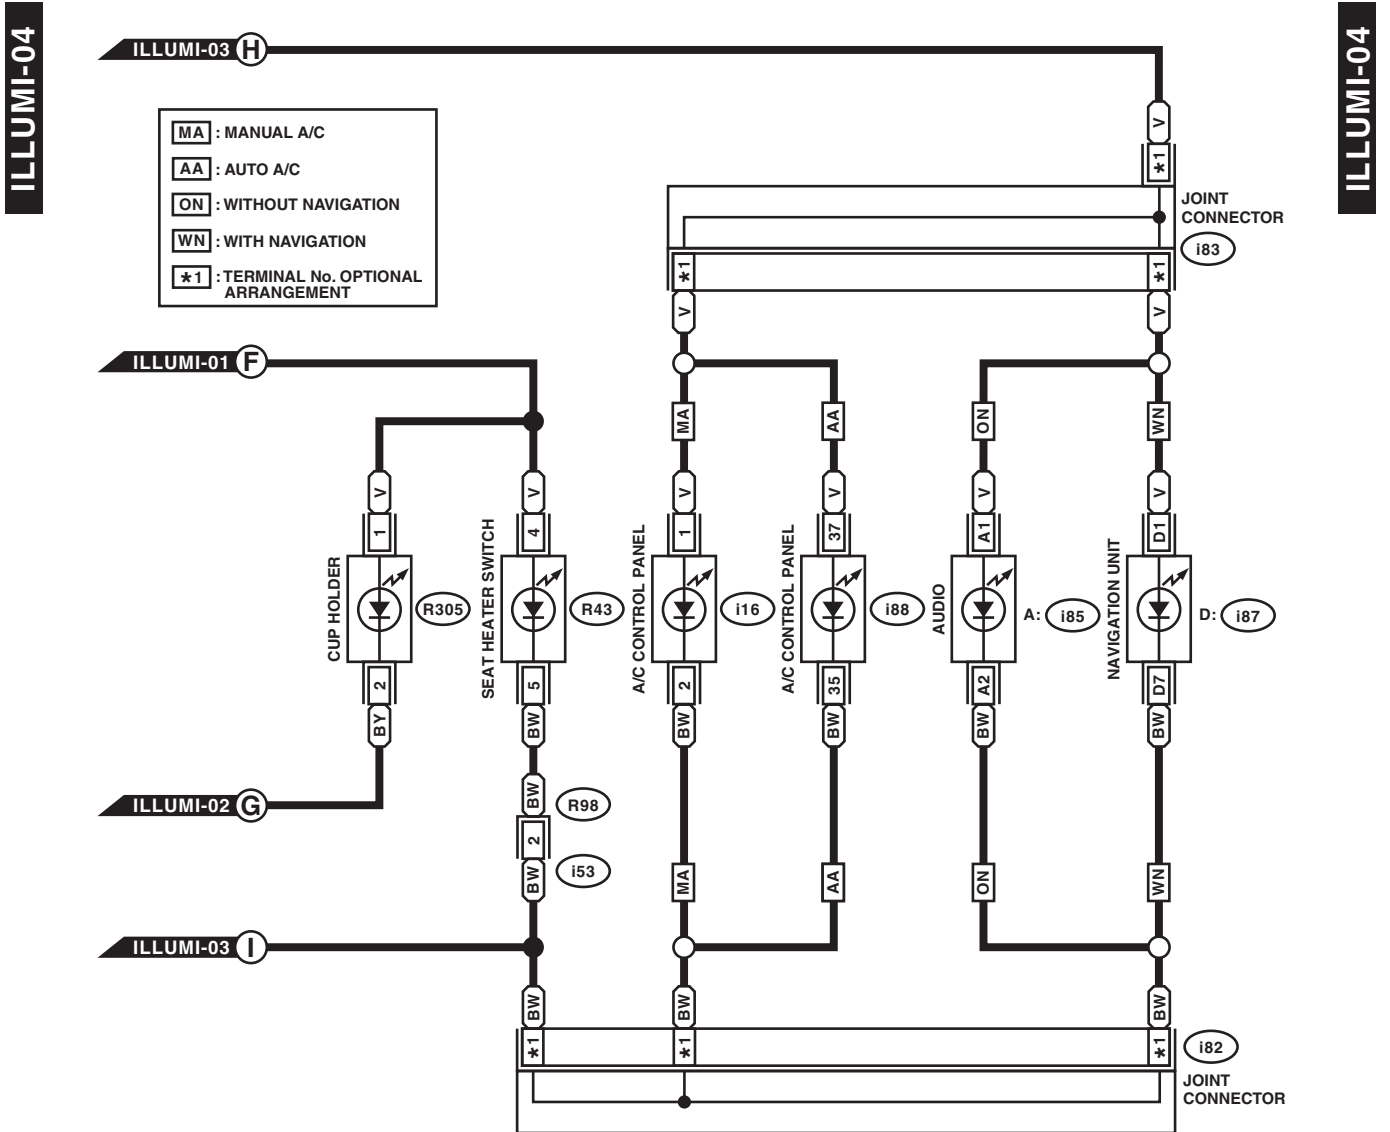 ILLUMI-04
ILLUMI-04
ILLUMI-03 H
MA : MANUAL A/C
AA : AUTO A/C
ON : WITHOUT NAVIGATION
WN : WITH NAVIGATION
*1 : TERMINAL No. OPTIONAL
ARRANGEMENT
V
*1
JOINT
CONNECTOR
i83
*1
*1
V
V
ILLUMI-01 F
MA
AA
ON
WN
V
V
V
V
V
V
1
4
1
37
A1
D1
CUP HOLDER
R305
SEAT HEATER SWITCH
R43
A/C CONTROL PANEL
i16
A/C CONTROL PANEL
i88
AUDIO
A: i85
NAVIGATION UNIT
D: i87
2
5
2
35
A2
D7
BY
BW
BW
BW
BW
BW
ILLUMI-02 G
BW
R98
2
BW
i53
MA
AA
ON
WN
ILLUMI-03 I
BW
BW
BW
*1
*1
*1
i82
JOINT
CONNECTOR